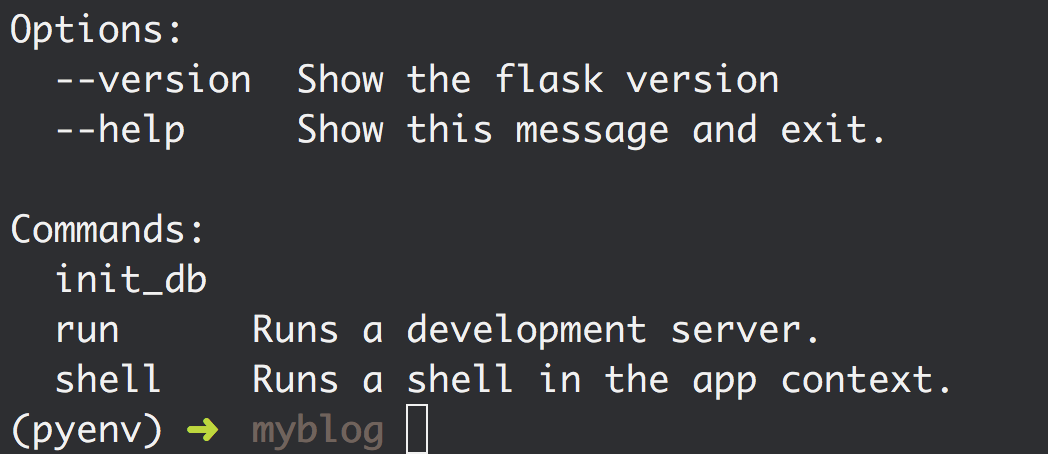 Options:
  --version  Show the flask version
  --help     Show this message and exit.

Commands:
  init_db
  run      Runs a development server.
  shell    Runs a shell in the app context.
(pyenv) ➜ myblog